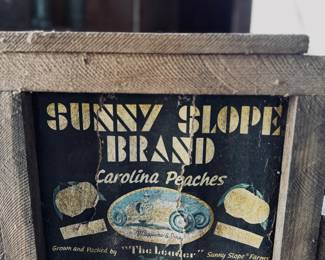 SUNNY SLOPE
BRAND
Carolina Peaches
Grown and Packed by "The Leader" Sunny Slope Farms